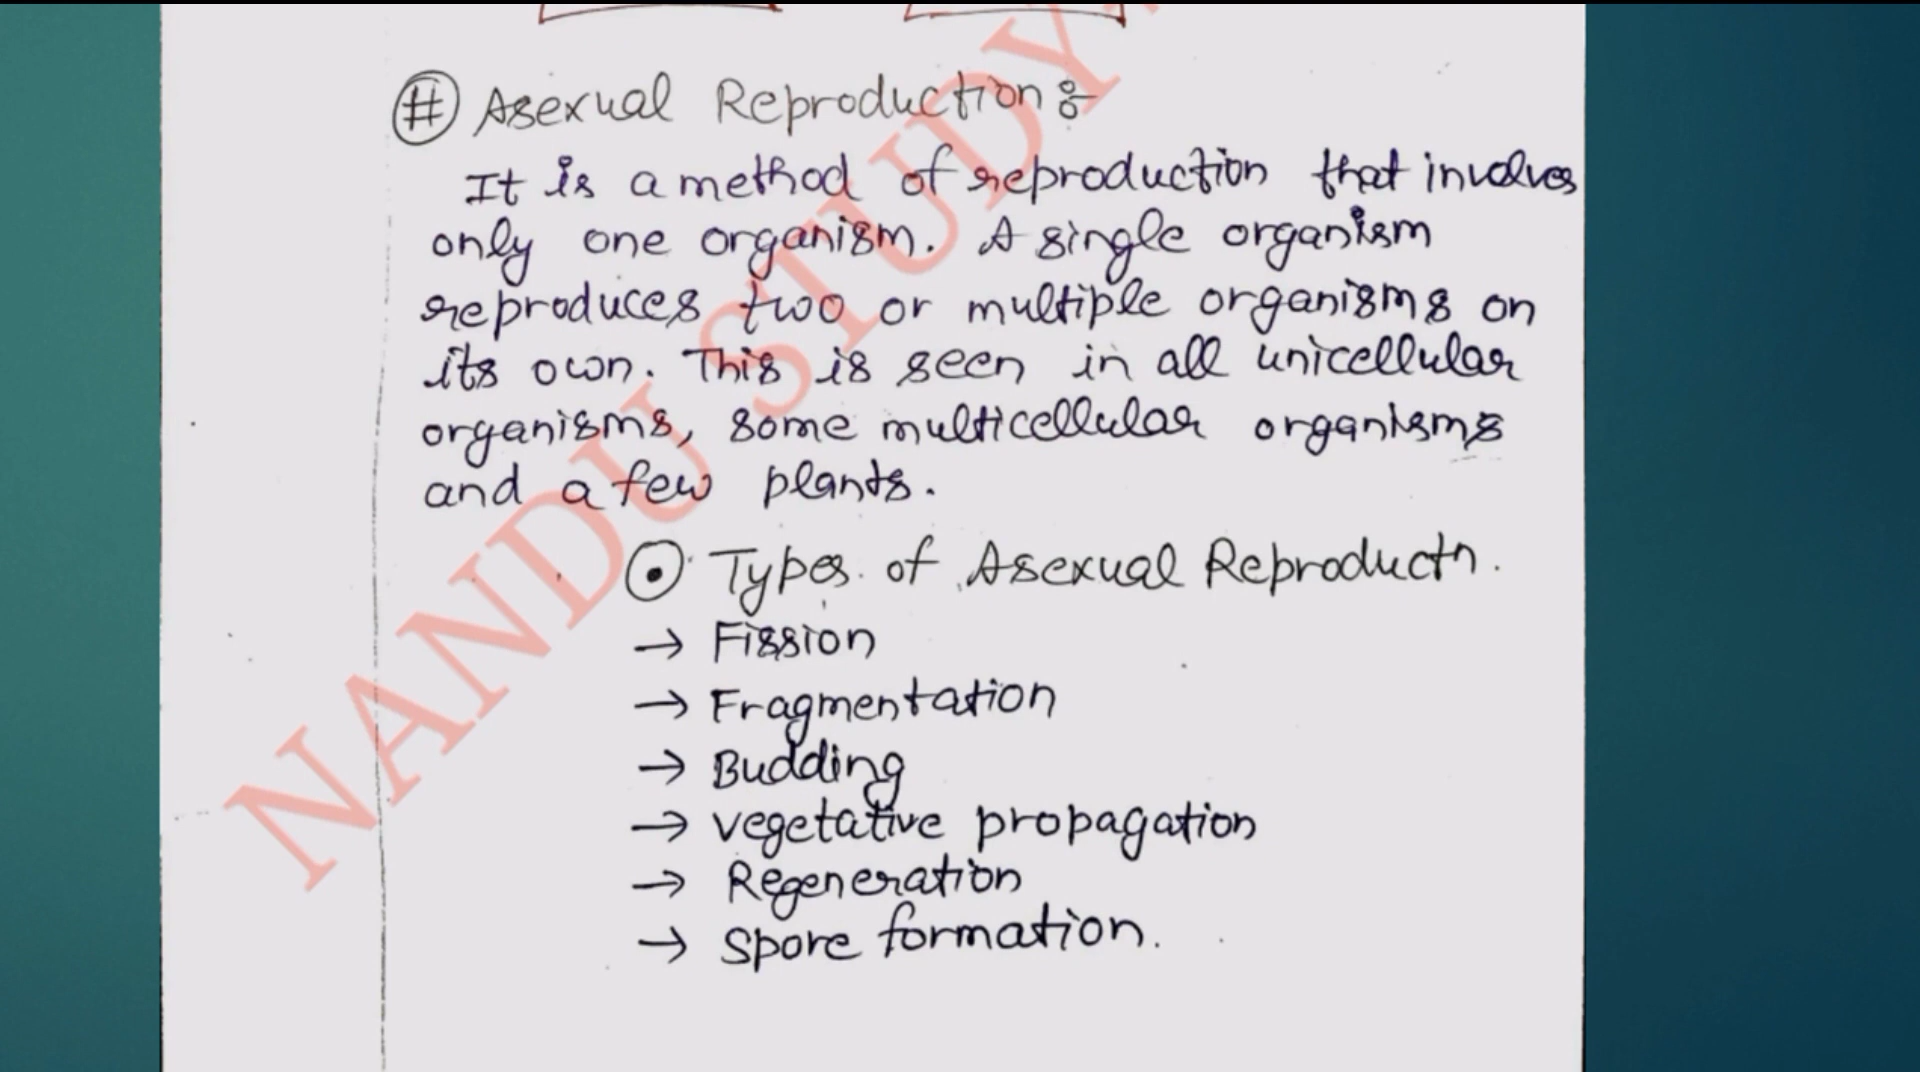 # Asexual Reproduction :-
It is a method of reproduction that involves
only one organism. A single organism
reproduces two or multiple organisms on
its own. This is seen in all unicellular
organisms, some multicellular organisms
and a few plants.
Types of Asexual Reproductn.
→ Fission
→ Fragmentation
→ Budding
→ vegetative propagation
→ Regeneration
→ Spore formation.
NANDU STUDY